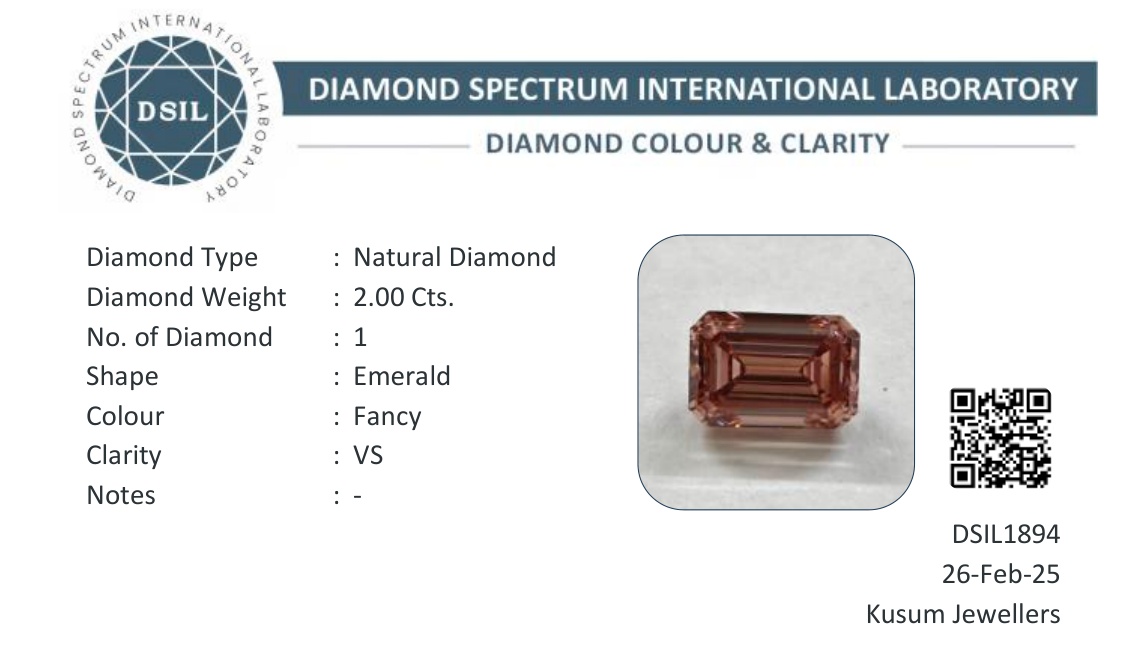 DIAMOND SPECTRUM INTERNATIONAL LABORATORY
DSIL
DIAMOND SPECTRUM INTERNATIONAL LABORATORY
DIAMOND COLOUR & CLARITY
Diamond Type : Natural Diamond
Diamond Weight : 2.00 Cts.
No. of Diamond : 1
Shape : Emerald
Colour : Fancy
Clarity : VS
Notes : -
DSIL1894
26-Feb-25
Kusum Jewellers